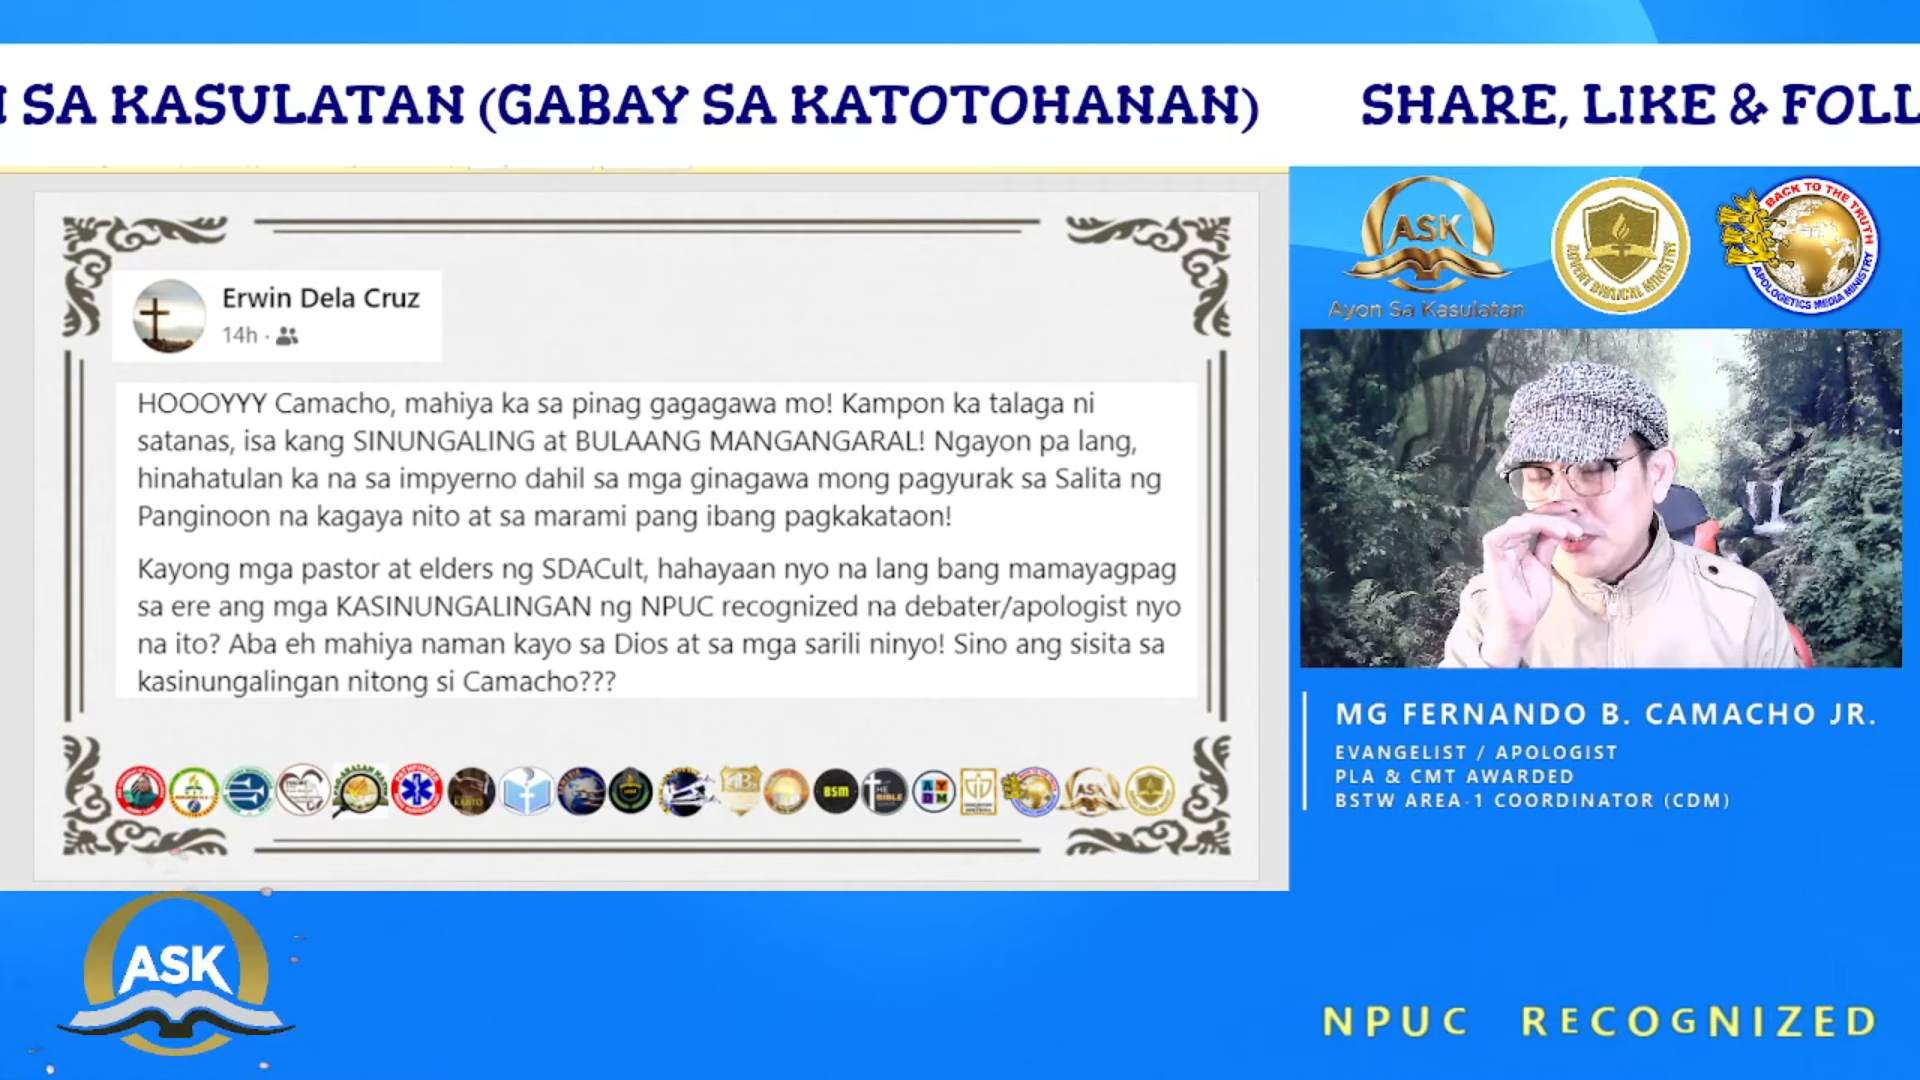 SA KASULATAN (GABAY SA KATOTOHANAN) SHARE, LIKE & FOLL
ASK
Ayon Sa Kasulatan
ADVENT BIBLICAL MINISTRY
BACK TO THE TRUTH
APOLOGETICS MEDIA MINISTRY
Erwin Dela Cruz
14h ·
HOOOYYY Camacho, mahiya ka sa pinag gagagawa mo! Kampon ka talaga ni
satanas, isa kang SINUNGALING at BULAANG MANGANGARAL! Ngayon pa lang,
hinahatulan ka na sa impyerno dahil sa mga ginagawa mong pagyurak sa Salita ng
Panginoon na kagaya nito at sa marami pang ibang pagkakataon!
Kayong mga pastor at elders ng SDACult, hahayaan nyo na lang bang mamayagpag
sa ere ang mga KASINUNGALINGAN ng NPUC recognized na debater/apologist nyo
na ito? Aba eh mahiya naman kayo sa Dios at sa mga sarili ninyo! Sino ang sisita sa
kasinungalingan nitong si Camacho???
BSM
MG FERNANDO B. CAMACHO JR.
EVANGELIST / APOLOGIST
PLA & CMT AWARDED
BSTW AREA-1 COORDINATOR (CDM)
ASK
NPUC RECOGNIZED